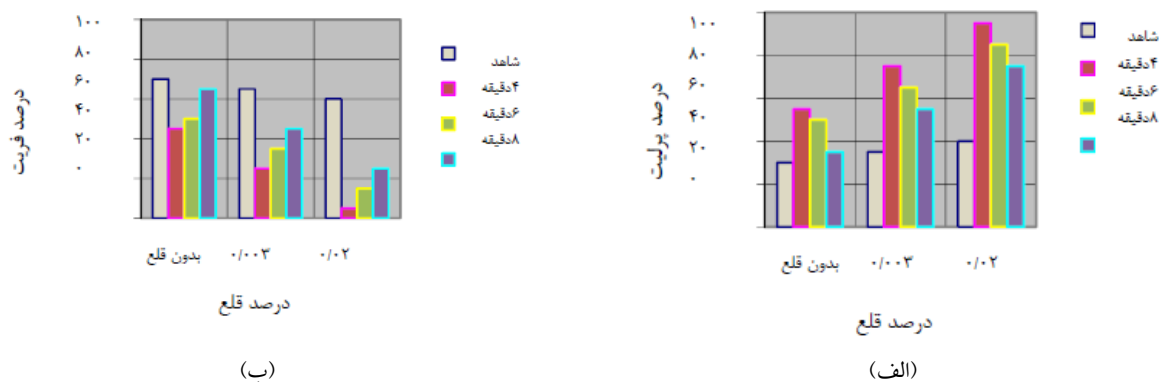 ۱۰۰
۸۰
۶۰
۴۰
۲۰
۰
درصد پرلیت
شاهد
۴دقیقه
۶دقیقه
۸دقیقه
بدون قلع
۰/۰۰۳
۰/۰۲
درصد قلع
(الف)
۱۰۰
۸۰
۶۰
۴۰
۲۰
۰
درصد فریت
شاهد
۴دقیقه
۶دقیقه
۸دقیقه
بدون قلع
۰/۰۰۳
۰/۰۲
درصد قلع
(ب)